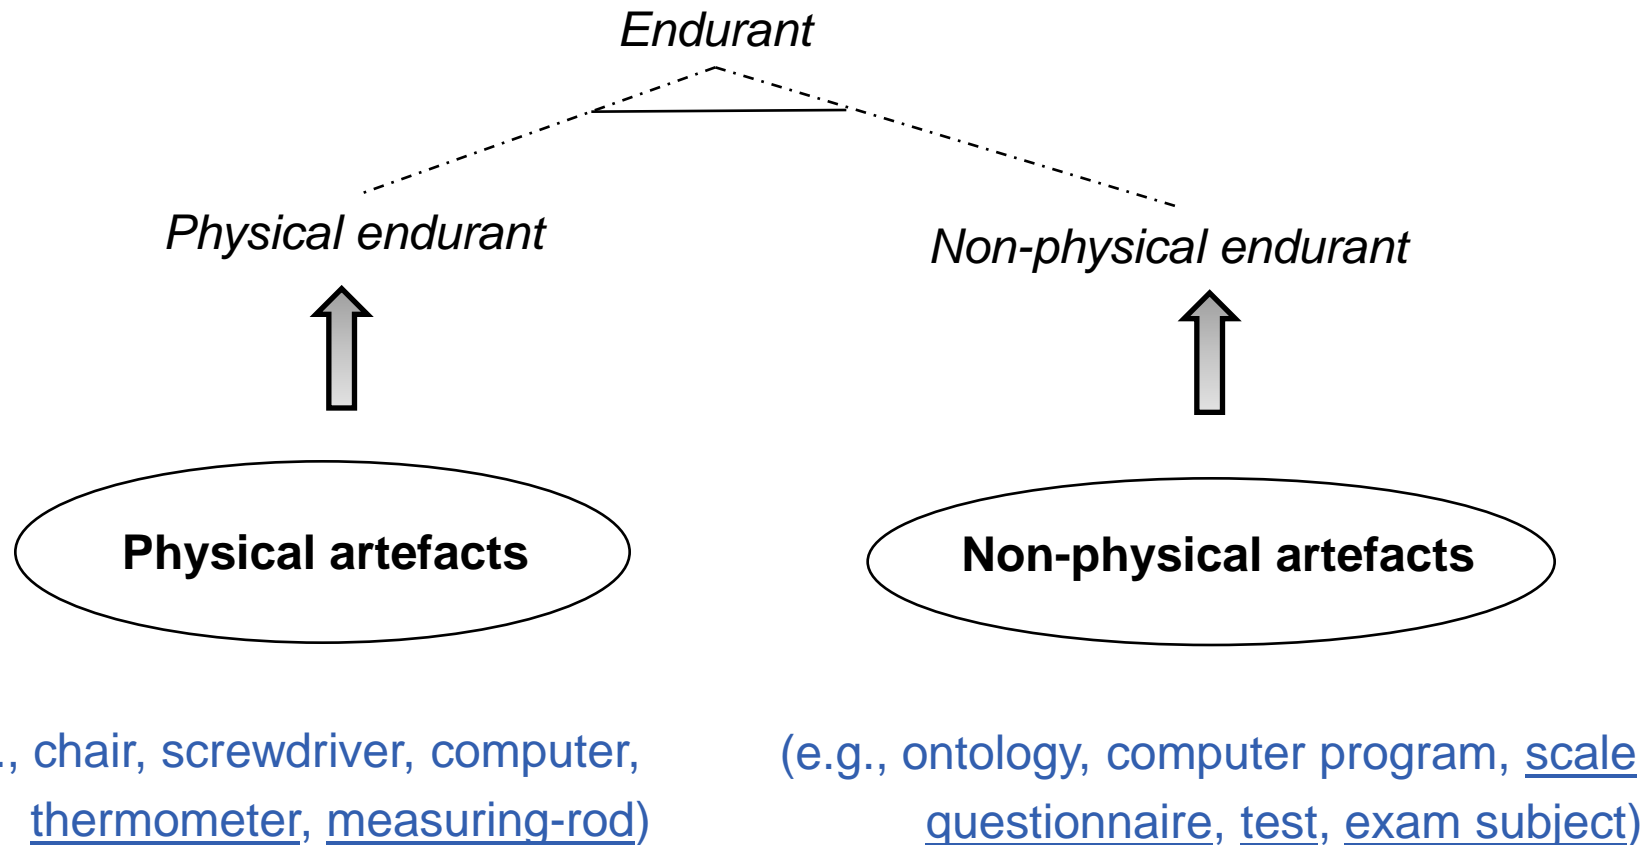 Endurant
Physical endurant
Non-physical endurant
Physical artefacts
Non-physical artefacts
., chair, screwdriver, computer,
thermometer, measuring-rod)
(e.g., ontology, computer program, scale
questionnaire, test, exam subject)